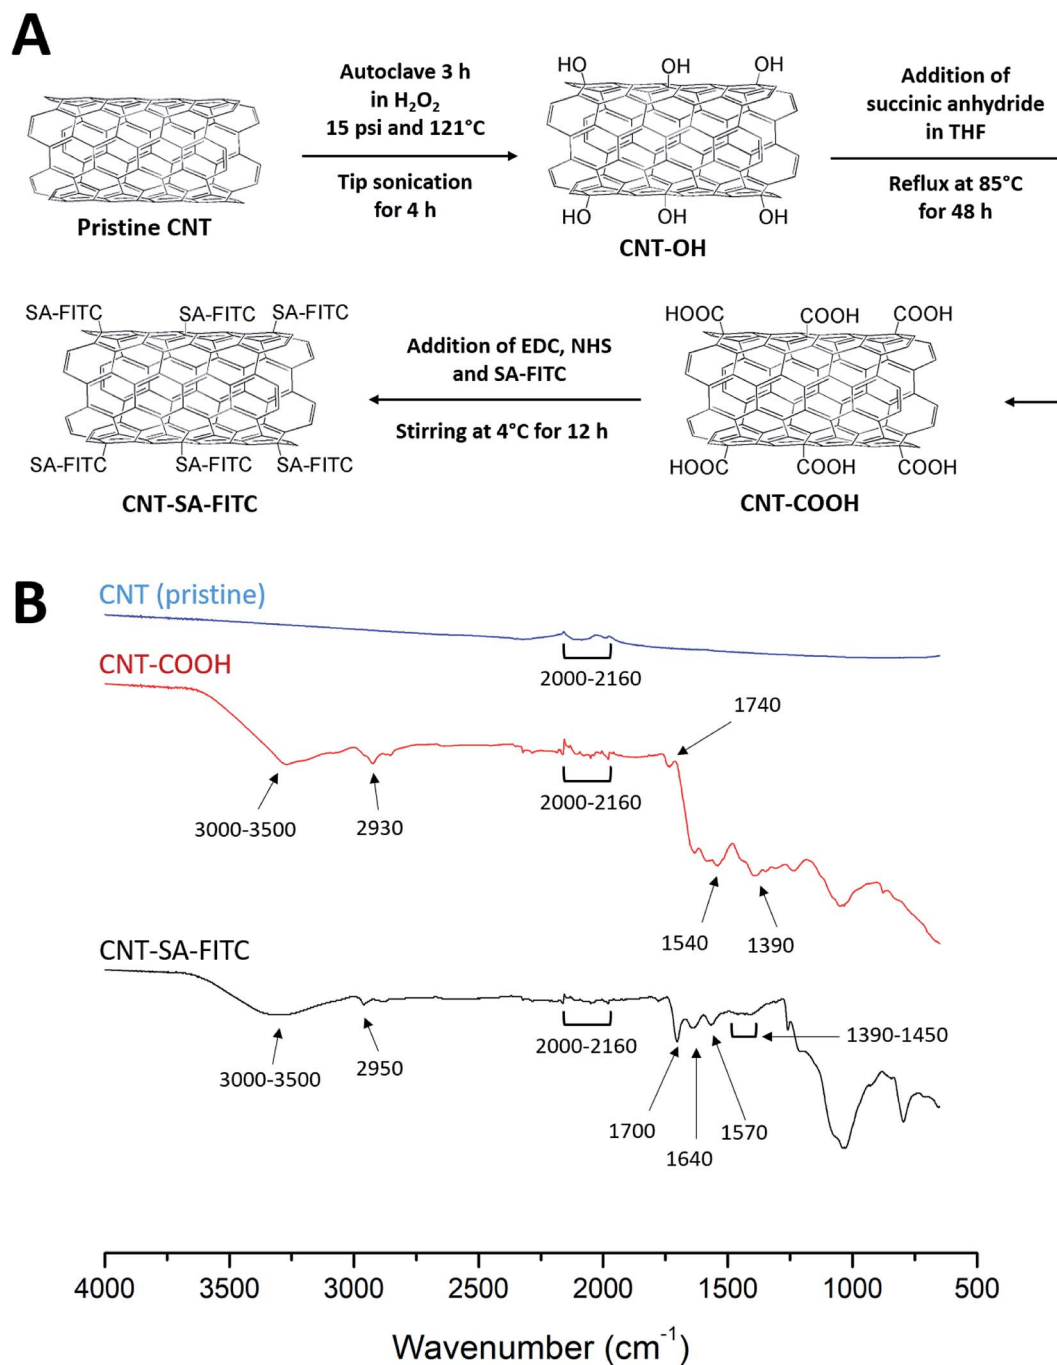 A
Autoclave 3 h
in H₂O₂
15 psi and 121°C
Tip sonication
for 4 h
Pristine CNT
HO
OH
OH
HO
OH
OH
CNT-OH
Addition of
succinic anhydride
in THF
Reflux at 85°C
for 48 h
SA-FITC
SA-FITC
SA-FITC
SA-FITC
SA-FITC
SA-FITC
CNT-SA-FITC
Addition of EDC, NHS
and SA-FITC
Stirring at 4°C for 12 h
HOOC
COOH
COOH
HOOC
COOH
COOH
CNT-COOH
B
CNT (pristine)
2000-2160
CNT-COOH
1740
2000-2160
3000-3500
2930
1540
1390
CNT-SA-FITC
2000-2160
1390-1450
3000-3500
2950
1700
1640
1570
4000
3500
3000
2500
2000
1500
1000
500
Wavenumber (cm⁻¹)